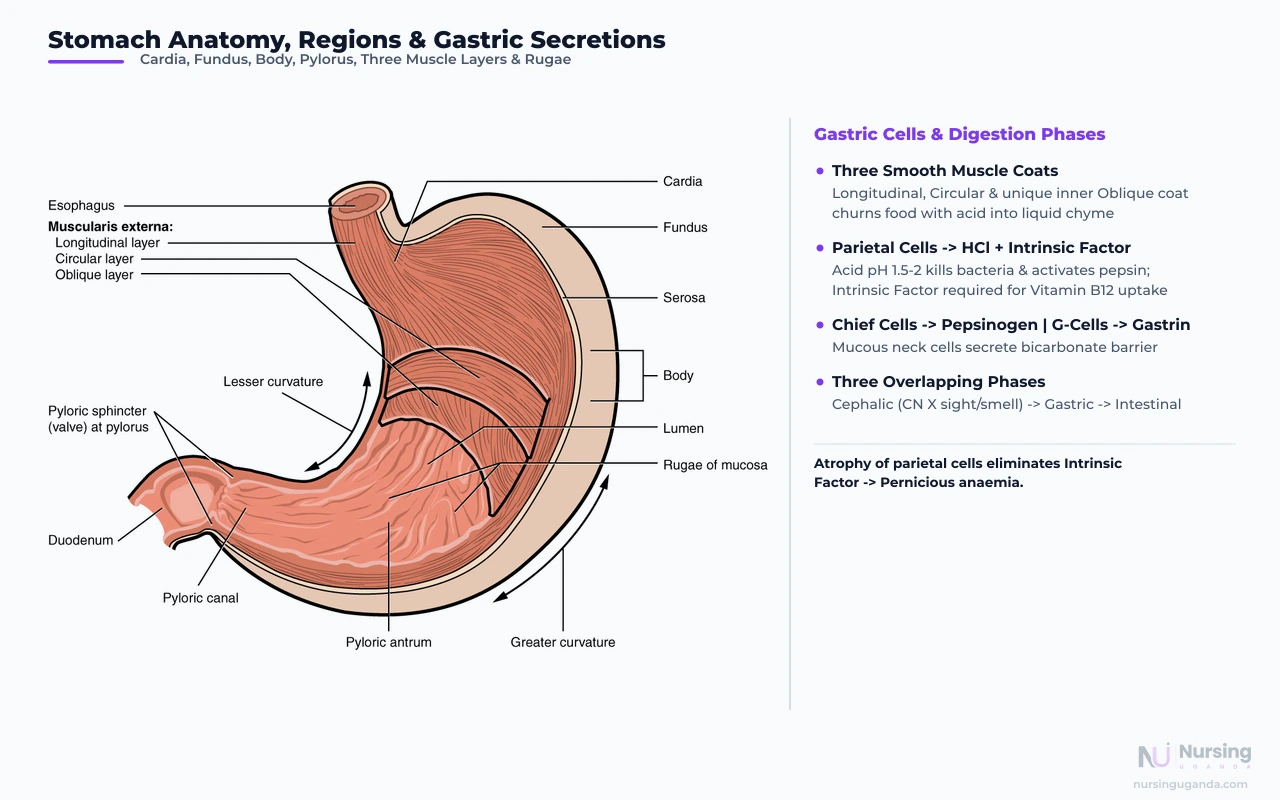 Stomach Anatomy, Regions & Gastric Secretions
Cardia, Fundus, Body, Pylorus, Three Muscle Layers & Rugae
Esophagus
Muscularis externa:
Longitudinal layer
Circular layer
Oblique layer
Lesser curvature
Pyloric sphincter
(valve) at pylorus
Duodenum
Pyloric canal
Pyloric antrum
Greater curvature
Cardia
Fundus
Serosa
Body
Lumen
Rugae of mucosa
Gastric Cells & Digestion Phases
Three Smooth Muscle Coats
Longitudinal, Circular & unique inner Oblique coat
churns food with acid into liquid chyme
Parietal Cells -> HCl + Intrinsic Factor
Acid pH 1.5-2 kills bacteria & activates pepsin;
Intrinsic Factor required for Vitamin B12 uptake
Chief Cells -> Pepsinogen | G-Cells -> Gastrin
Mucous neck cells secrete bicarbonate barrier
Three Overlapping Phases
Cephalic (CN X sight/smell) -> Gastric -> Intestinal
Atrophy of parietal cells eliminates Intrinsic
Factor -> Pernicious anaemia.
NU Nursing
UGANDA
nursinguganda.com